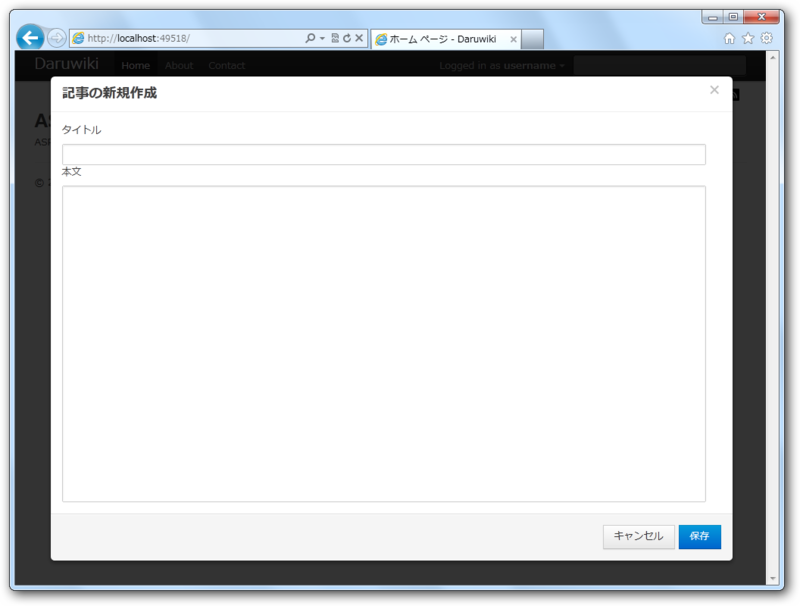 http://localhost:49518/
ホーム ページ - Daruwiki
Daruwiki Home About Contact Logged in as username
記事の新規作成
タイトル
本文
キャンセル 保存